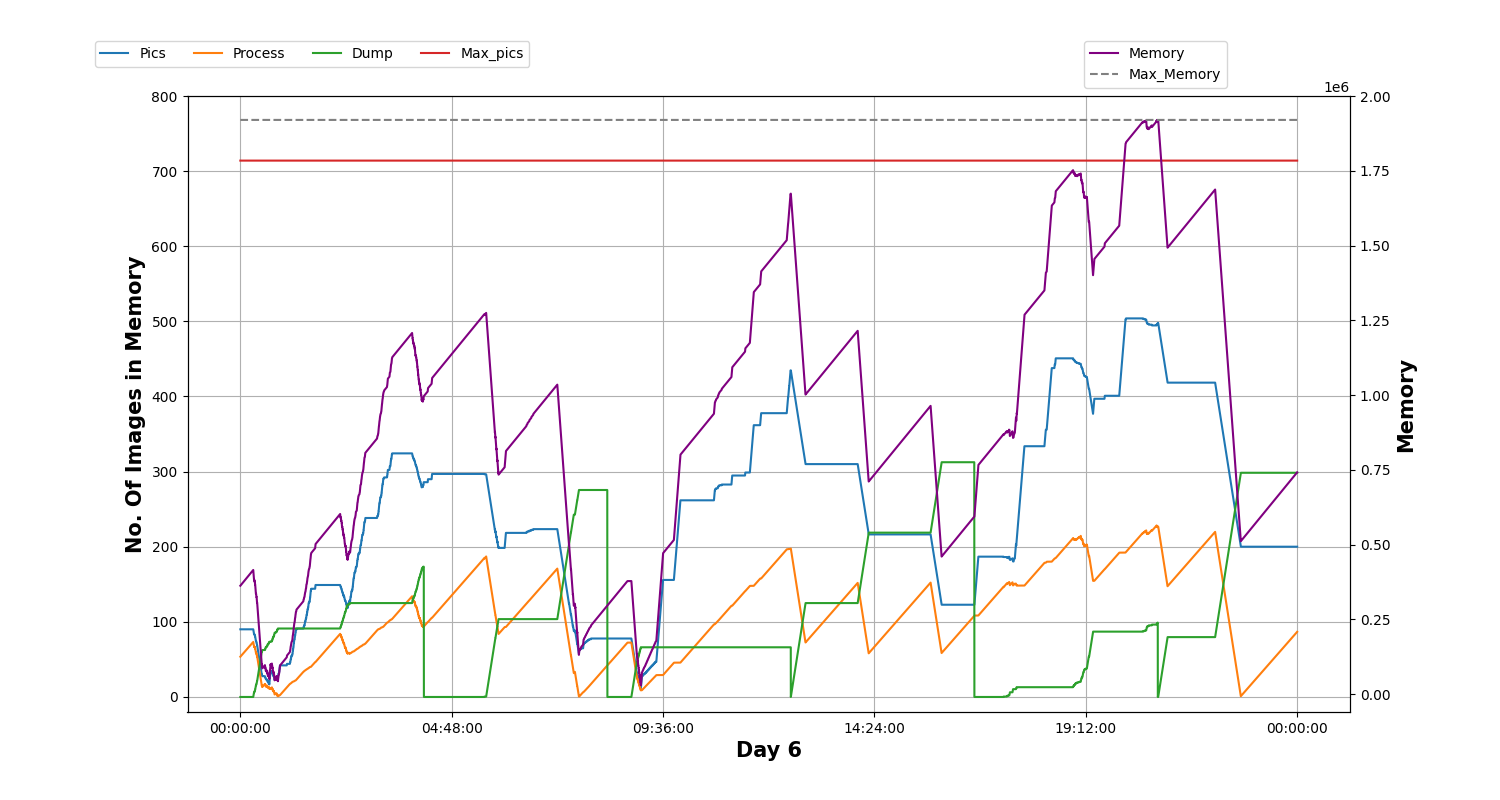 Pics Process Dump Max_pics
Memory
Max_Memory
1e6
800
700
600
500
400
300
200
100
0
No. Of Images in Memory
2.00
1.75
1.50
1.25
1.00
0.75
0.50
0.25
0.00
Memory
00:00:00 04:48:00 09:36:00 14:24:00 19:12:00 00:00:00
Day 6